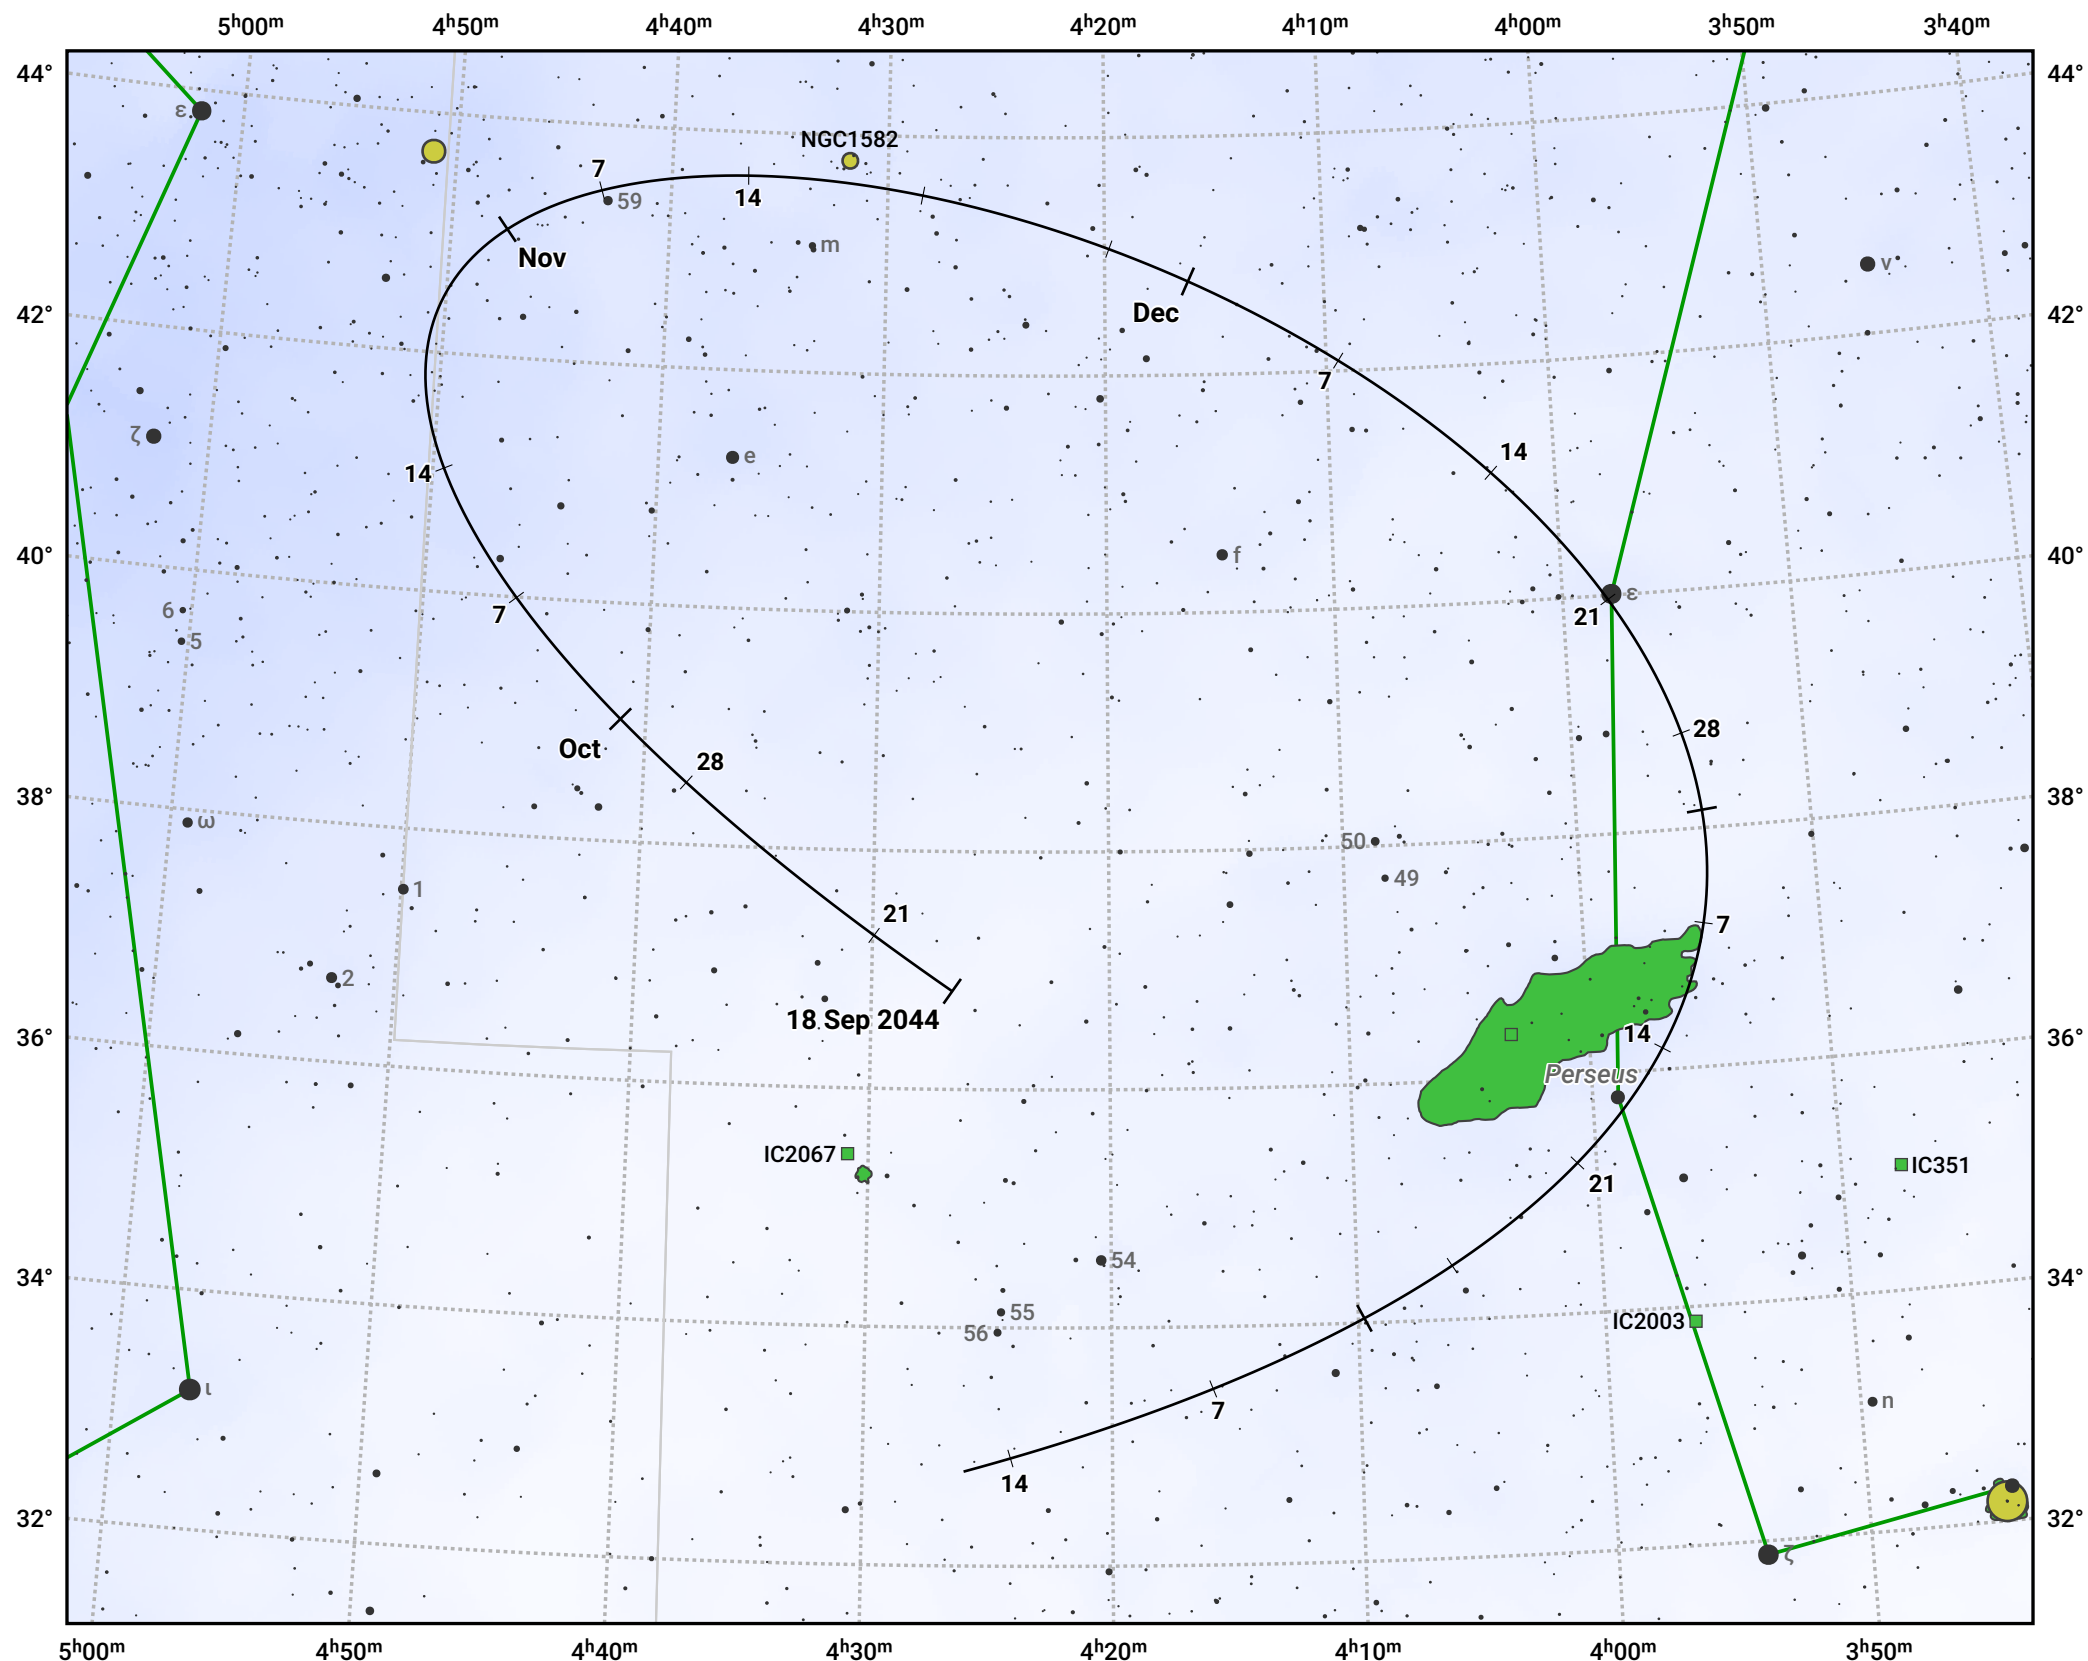 5h00m 4h50m 4h40m 4h30m 4h20m 4h10m 4h00m 3h50m 3h40m
44° 44°
ε
NGC1582
7
14
59
m
Nov
ν
42° Dec 42°
7
ζ
e
14
14
40° f 40°
ε
6
7
21
5
28
Oct
28
38° 38°
ω
50
49
1
21
7
2
18 Sep 2044
36° 14 36°
Perseus
IC2067
IC351
21
54
34° 34°
55
56
IC2003
ι
7
n
14
32° 32°
ζ
5h00m 4h50m 4h40m 4h30m 4h20m 4h10m 4h00m 3h50m